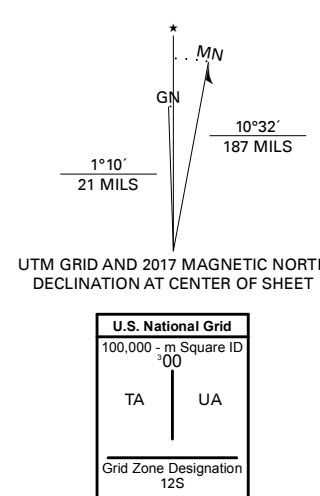 ★
MN
GN
10°32´
187 MILS
1°10´
21 MILS
UTM GRID AND 2017 MAGNETIC NORT
DECLINATION AT CENTER OF SHEET
U.S. National Grid
100,000 - m Square ID
³00
TA UA
Grid Zone Designation
12S